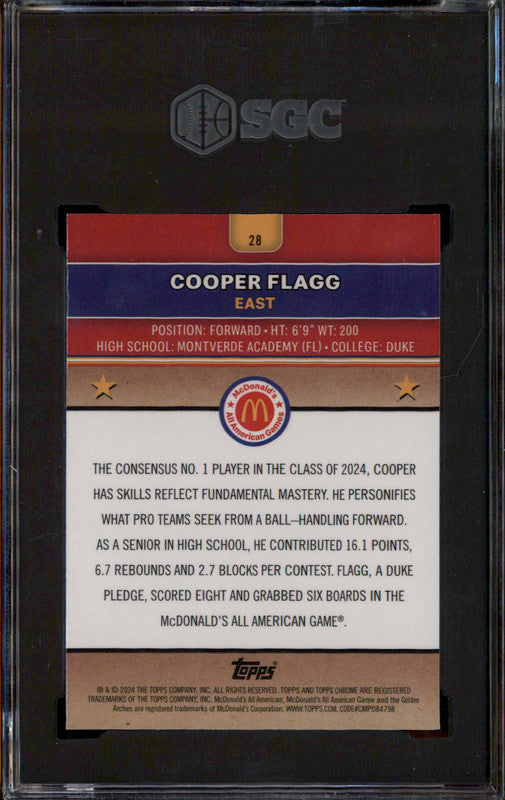 SGC
28
COOPER FLAGG
EAST
POSITION: FORWARD • HT: 6'9" WT: 200
HIGH SCHOOL: MONTVERDE ACADEMY (FL) • COLLEGE: DUKE
McDonald's
All American Games
THE CONSENSUS NO. 1 PLAYER IN THE CLASS OF 2024, COOPER
HAS SKILLS REFLECT FUNDAMENTAL MASTERY. HE PERSONIFIES
WHAT PRO TEAMS SEEK FROM A BALL—HANDLING FORWARD.
AS A SENIOR IN HIGH SCHOOL, HE CONTRIBUTED 16.1 POINTS,
6.7 REBOUNDS AND 2.7 BLOCKS PER CONTEST. FLAGG, A DUKE
PLEDGE, SCORED EIGHT AND GRABBED SIX BOARDS IN THE
McDONALD'S ALL AMERICAN GAME®.
topps
® & © 2024 THE TOPPS COMPANY, INC. ALL RIGHTS RESERVED. TOPPS AND TOPPS CHROME ARE REGISTERED
TRADEMARKS OF THE TOPPS COMPANY, INC. McDonald's All American, McDonald's All American Game and the Golden
Arches are registered trademarks of McDonald's Corporation. WWW.TOPPS.COM. CODE#CMP084798